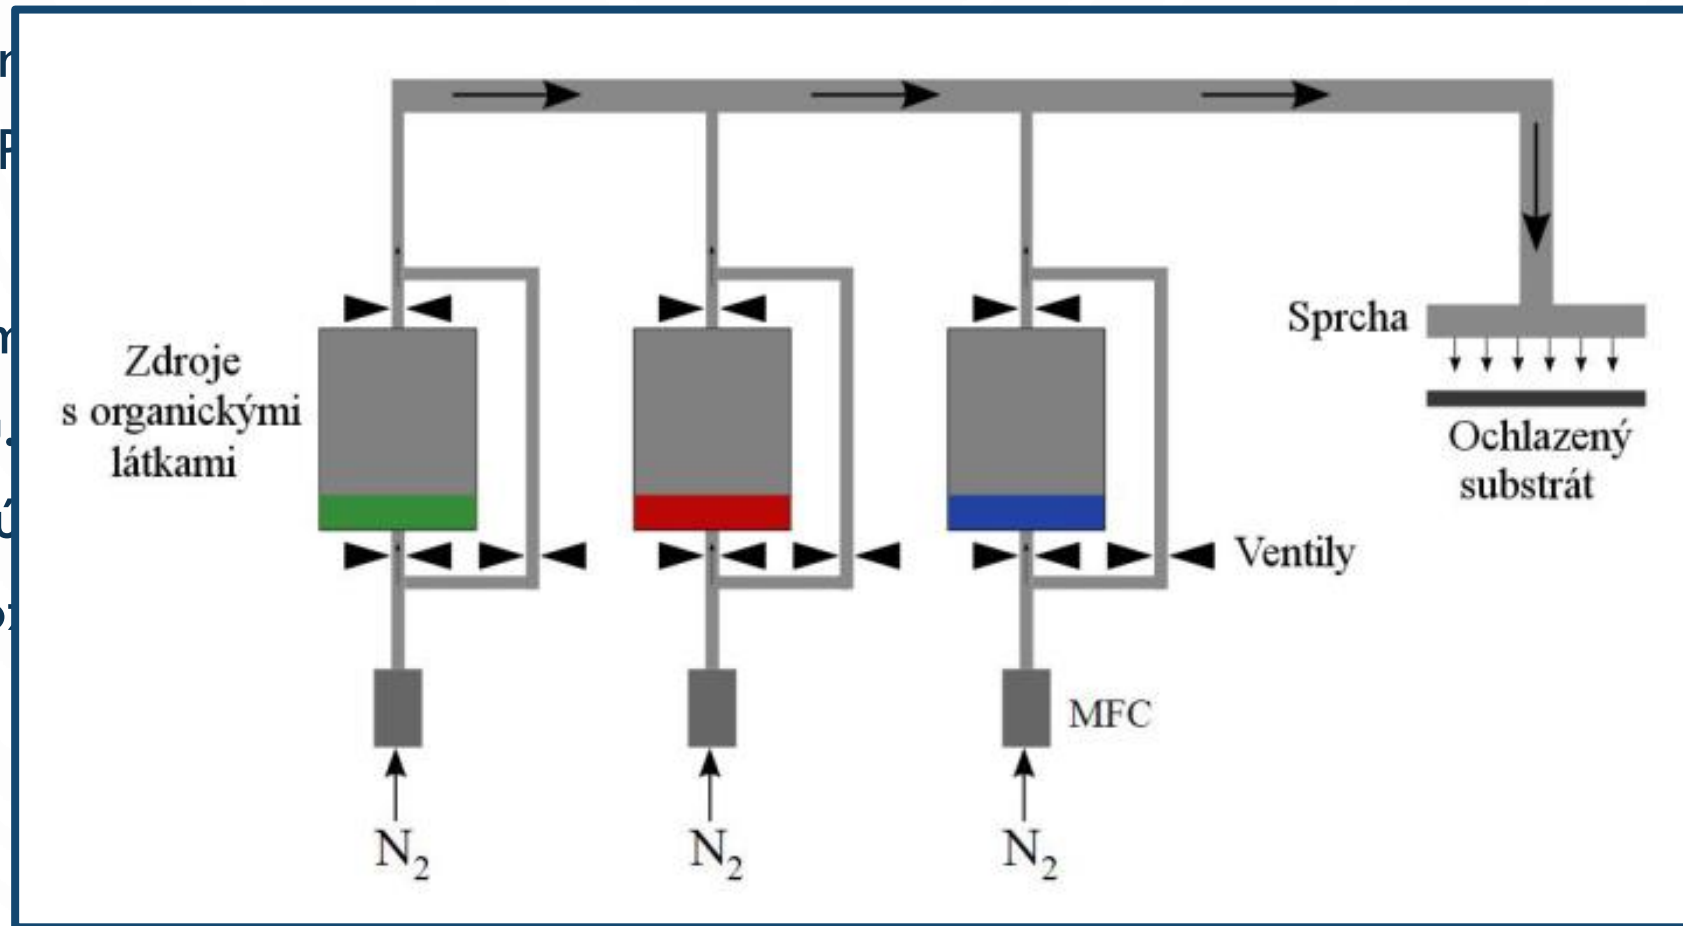 Sprcha
Zdroje
s organickými
látkami
Ochlazený
substrát
Ventily
MFC
N₂
N₂
N₂